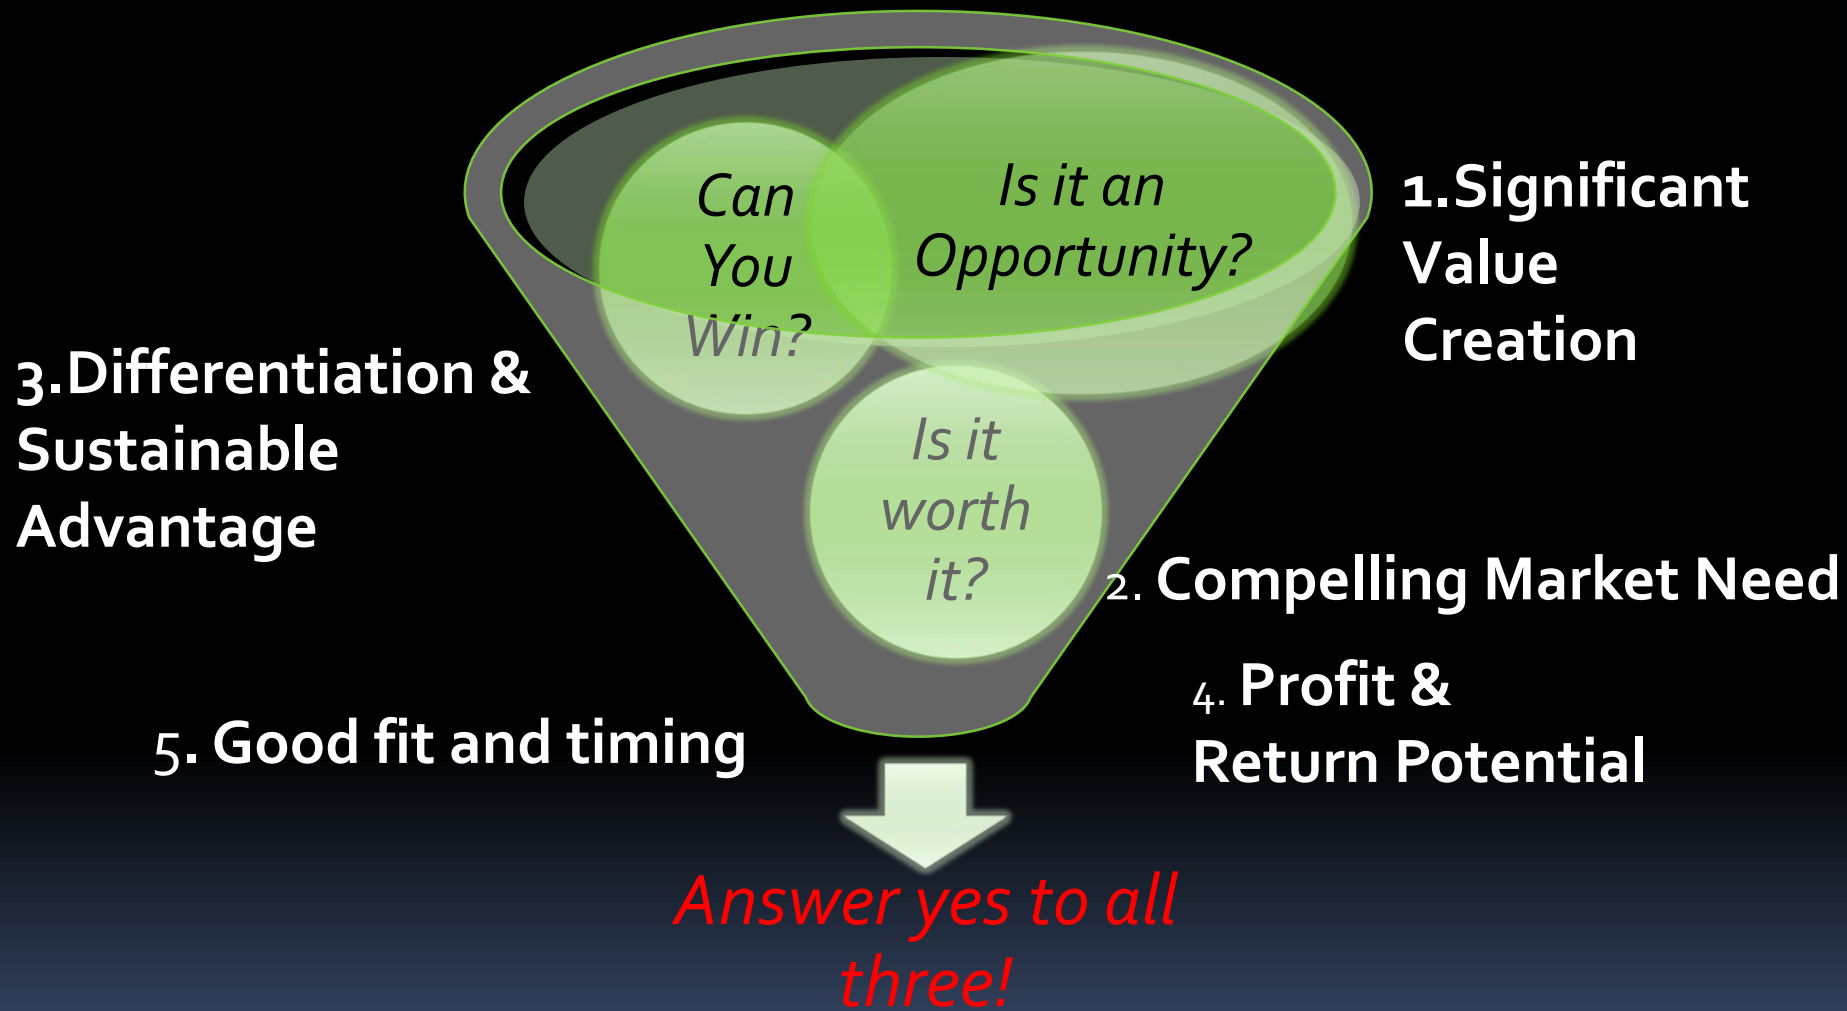 Can
You
Win?
Is it an
Opportunity?
Is it
worth
it?
1.Significant
Value
Creation
3.Differentiation &
Sustainable
Advantage
2. Compelling Market Need
4. Profit &
Return Potential
5. Good fit and timing
Answer yes to all
three!